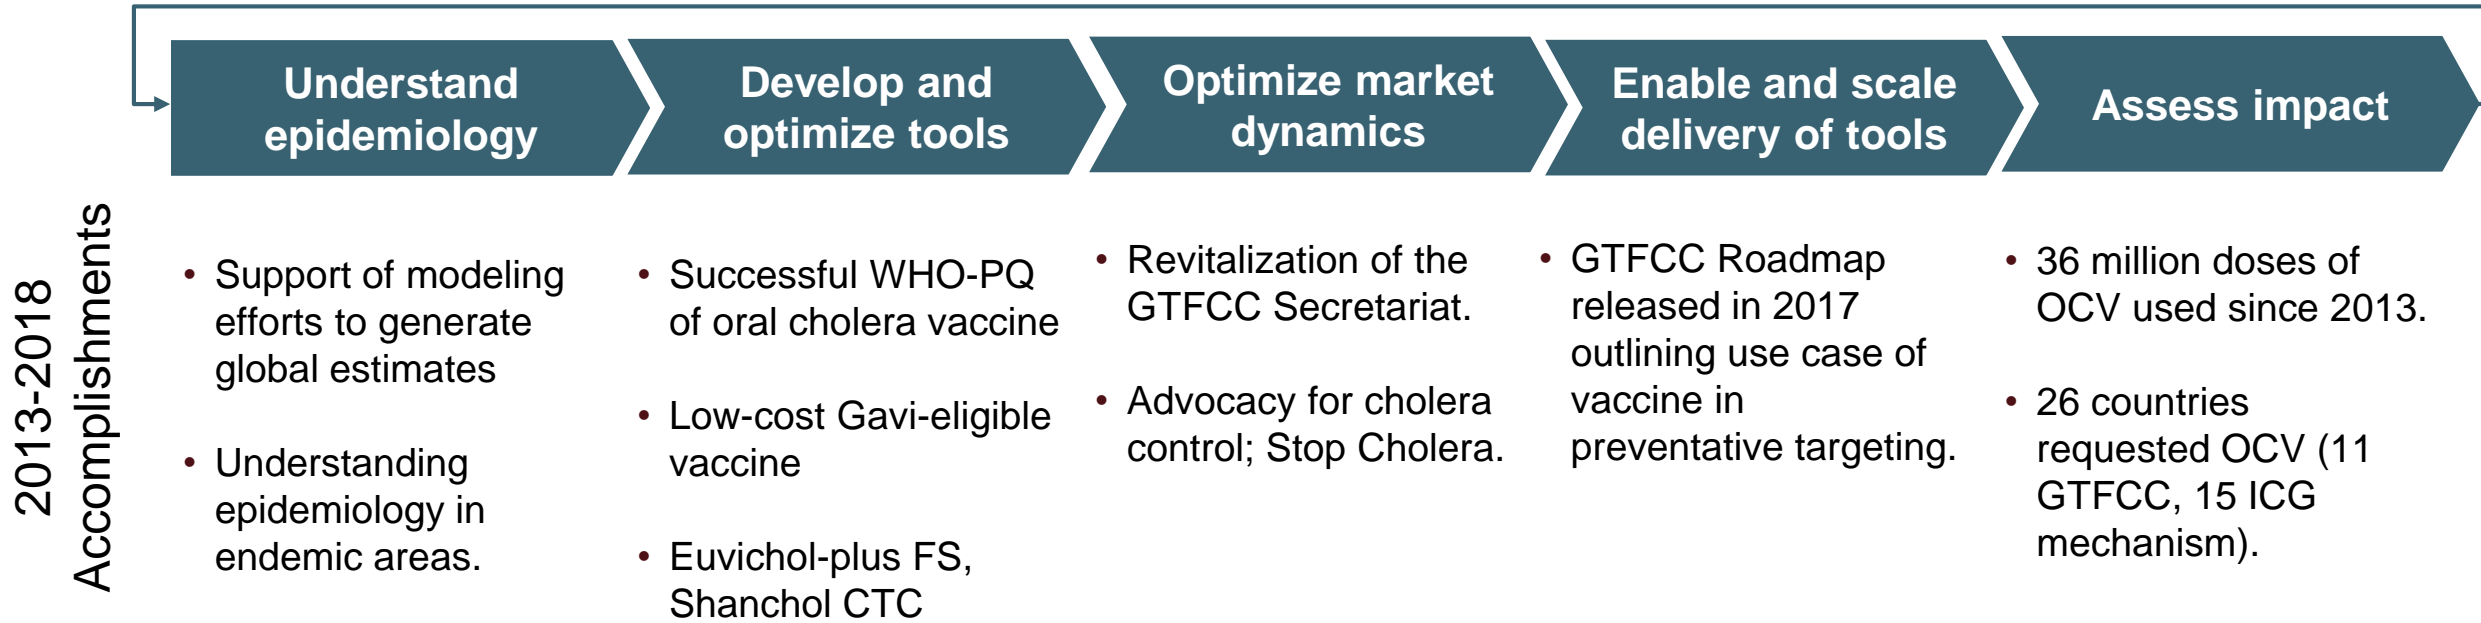 Understand
epidemiology
Develop and
optimize tools
Optimize market
dynamics
Enable and scale
delivery of tools
Assess impact
2013-2018
Accomplishments
• Support of modeling
efforts to generate
global estimates
• Understanding
epidemiology in
endemic areas.
• Successful WHO-PQ
of oral cholera vaccine
• Low-cost Gavi-eligible
vaccine
• Euvichol-plus FS,
Shanchol CTC
• Revitalization of the
GTFCC Secretariat.
• Advocacy for cholera
control; Stop Cholera.
• GTFCC Roadmap
released in 2017
outlining use case of
vaccine in
preventative targeting.
• 36 million doses of
OCV used since 2013.
• 26 countries
requested OCV (11
GTFCC, 15 ICG
mechanism).